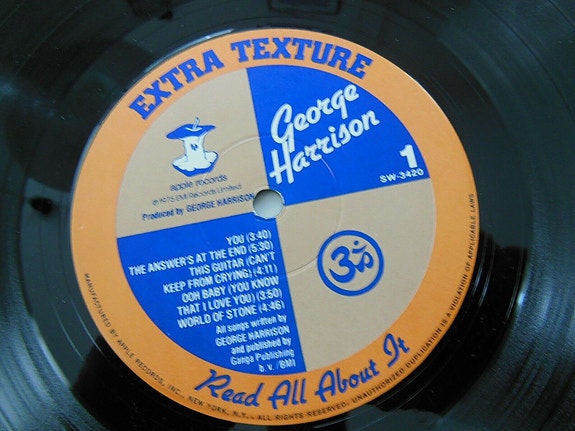 EXTRA TEXTURE
George
Harrison
apple records
℗ 1975 EMI Records Limited
Produced by GEORGE HARRISON
1
SW-3420
YOU (3:40)
THE ANSWER'S AT THE END (5:30)
THIS GUITAR (CAN'T
KEEP FROM CRYING) (4:11)
OOH BABY (YOU KNOW
THAT I LOVE YOU) (3:50)
WORLD OF STONE (4:46)
All songs written by
GEORGE HARRISON
and published by
Ganga Publishing
b. v. /BMI
ॐ
Read All About It
MANUFACTURED BY APPLE RECORDS, INC., NEW YORK, N.Y. - ALL RIGHTS RESERVED. UNAUTHORIZED DUPLICATION IS A VIOLATION OF APPLICABLE LAWS